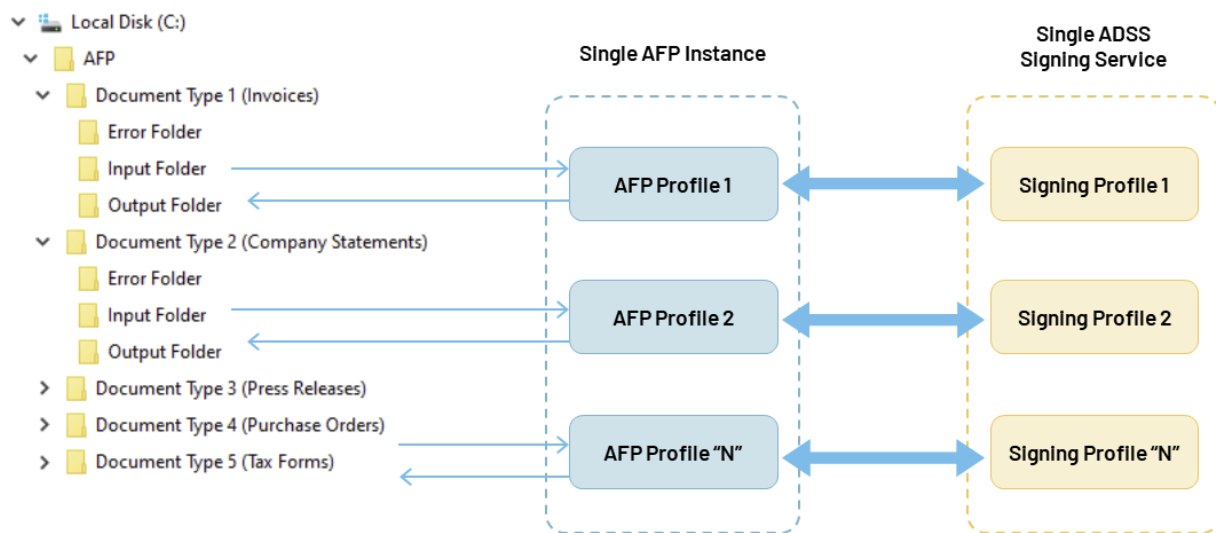 Local Disk (C:)
AFP
Document Type 1 (Invoices)
Error Folder
Input Folder
Output Folder
Document Type 2 (Company Statements)
Error Folder
Input Folder
Output Folder
Document Type 3 (Press Releases)
Document Type 4 (Purchase Orders)
Document Type 5 (Tax Forms)
Single AFP Instance
AFP Profile 1
AFP Profile 2
AFP Profile “N”
Single ADSS
Signing Service
Signing Profile 1
Signing Profile 2
Signing Profile “N”